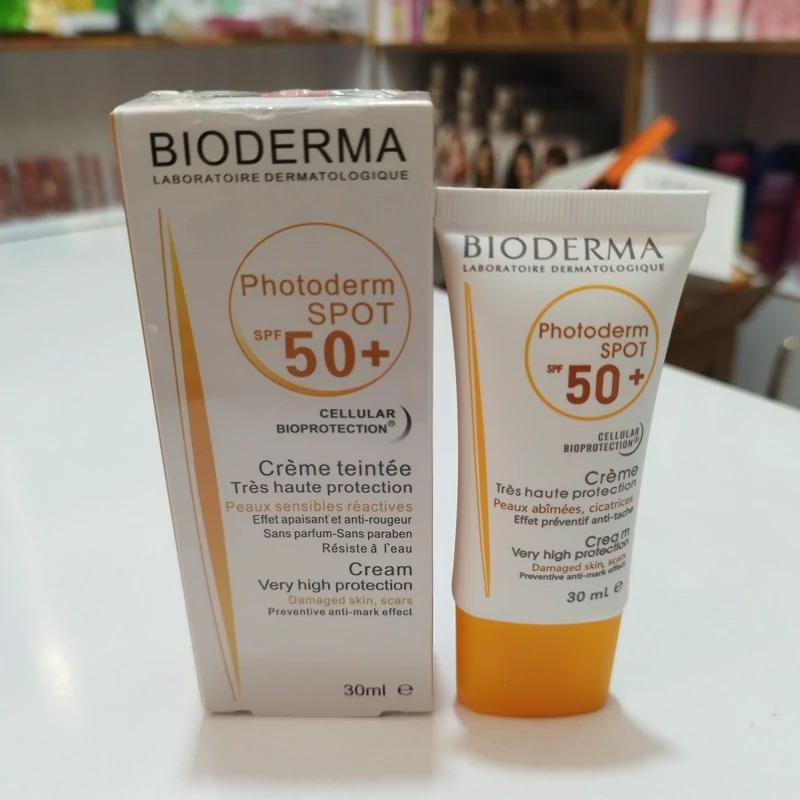 BIODERMA
LABORATOIRE DERMATOLOGIQUE
Photoderm
SPOT
SPF 50+
CELLULAR
BIOPROTECTION®
Crème teintée
Très haute protection
Peaux sensibles réactives
Effet apaisant et anti-rougeur
Sans parfum-Sans paraben
Résiste à l`eau
Cream
Very high protection
Damaged skin, scars
Preventive anti-mark effect
30ml e
BIODERMA
LABORATOIRE DERMATOLOGIQUE
Photoderm
SPOT
SPF 50+
CELLULAR
BIOPROTECTION®
Crème
Très haute protection
Peaux abîmées, cicatrices
Effet préventif anti-tache
Cream
Very high protection
Damaged skin, scars
Preventive anti-mark effect
30 mL e